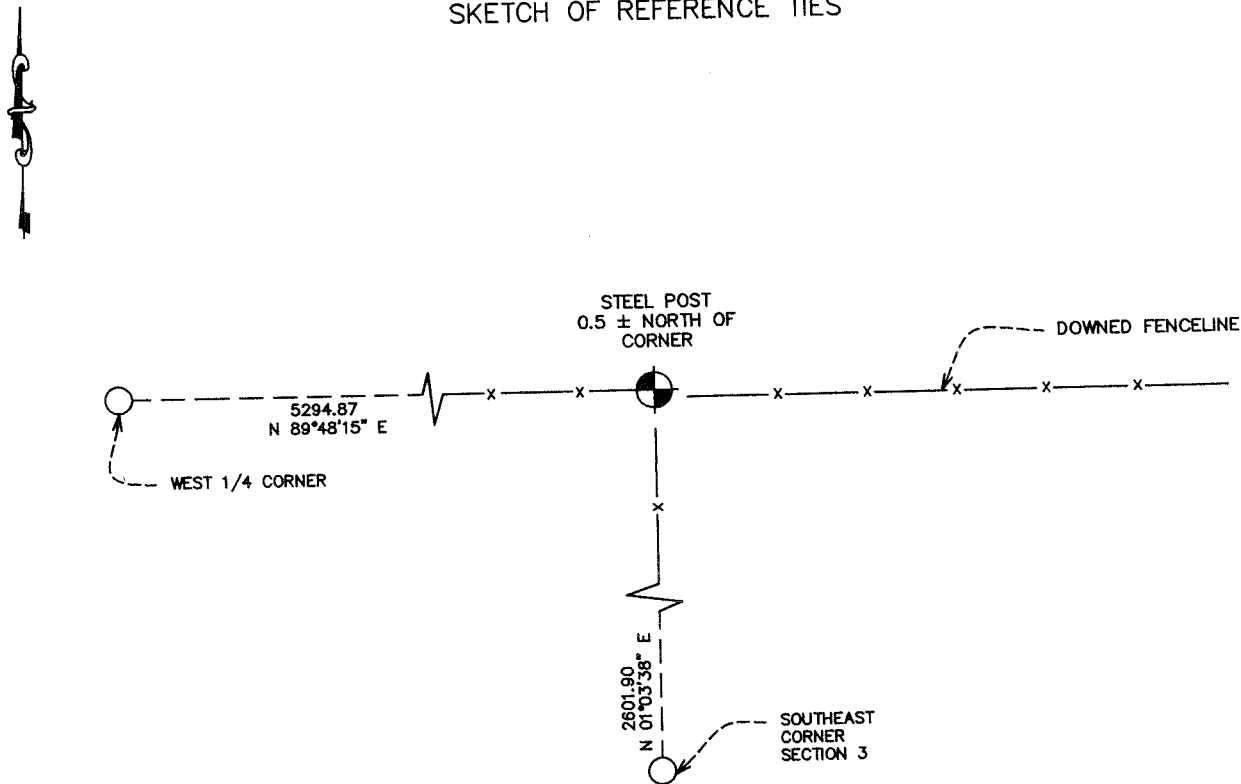 SKETCH OF REFERENCE TIES
STEEL POST
0.5 ± NORTH OF
CORNER
DOWNED FENCELINE
5294.87
N 89°48'15" E
WEST 1/4 CORNER
2601.90
N 01°03'38" E
SOUTHEAST
CORNER
SECTION 3